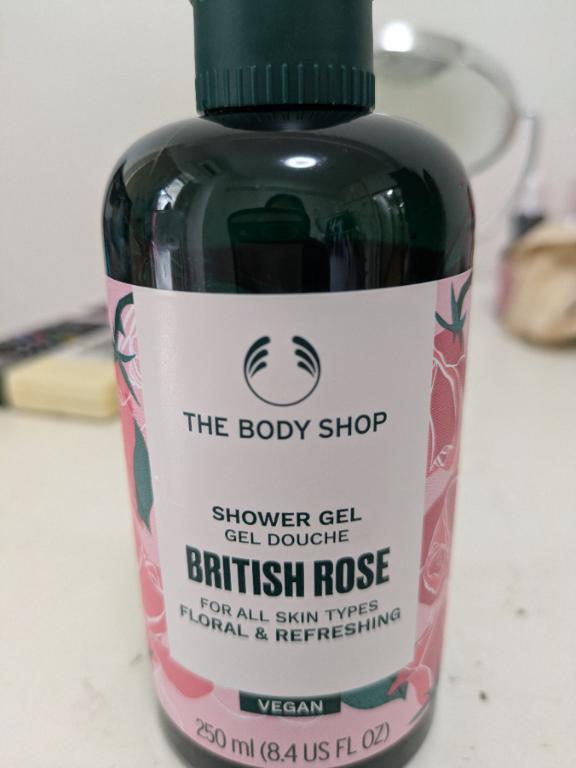 THE BODY SHOP
SHOWER GEL
GEL DOUCHE
BRITISH ROSE
FOR ALL SKIN TYPES
FLORAL & REFRESHING
VEGAN
250 ml (8.4 US FL OZ)